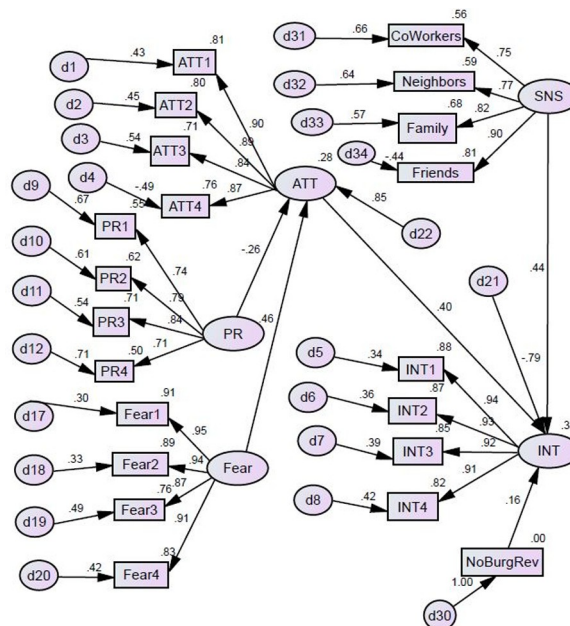 d31
.66
.56
CoWorkers
.75
d32
.64
.59
Neighbors
.77
SNS
d33
.57
.68
Family
.82
d34
-.44
.81
Friends
.90
d1
.43
.81
ATT1
.90
d2
.45
.80
ATT2
.89
d3
.54
.71
ATT3
.84
d4
-.49
.76
ATT4
.87
.28
ATT
.85
d22
d9
.67
.55
PR1
.74
d10
.61
.62
PR2
.79
d11
.54
.71
PR3
.84
d12
.71
.50
PR4
.71
PR
-.26
.46
.40
.44
d21
-.79
d5
.34
.88
INT1
.94
d6
.36
.87
INT2
.93
d7
.39
.85
INT3
.92
d8
.42
.82
INT4
.91
INT
.3
.16
.00
NoBurgRev
1.00
d30
d17
.30
.91
Fear1
.95
d18
.33
.89
Fear2
.94
Fear
d19
.49
.76
Fear3
.87
d20
.42
.83
Fear4
.91